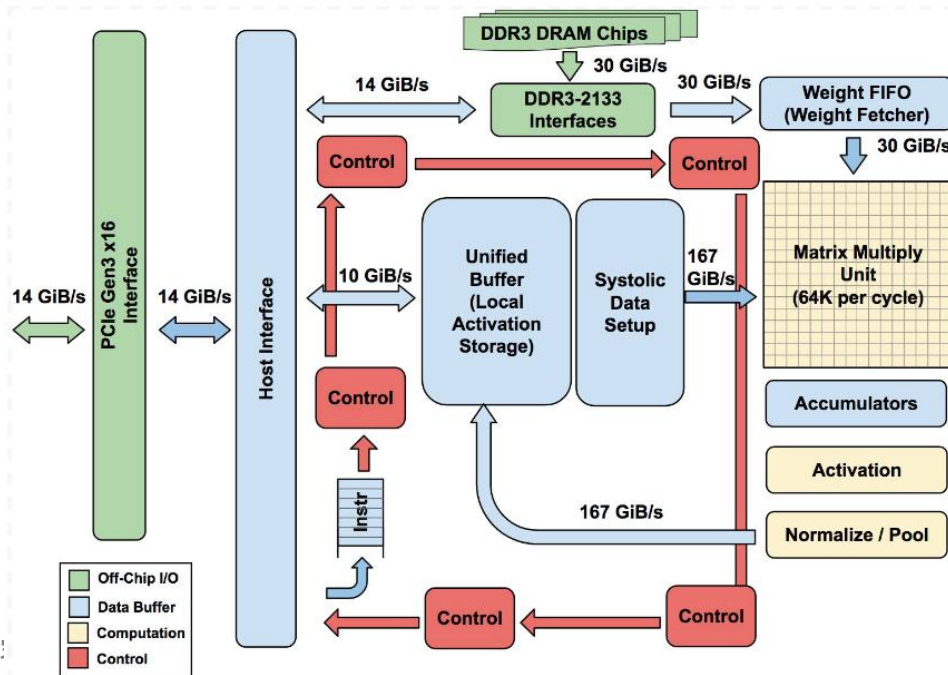 DDR3 DRAM Chips
30 GiB/s
14 GiB/s
DDR3-2133
Interfaces
30 GiB/s
Weight FIFO
(Weight Fetcher)
30 GiB/s
Control
Control
PCIe Gen3 x16
Interface
Host Interface
14 GiB/s
14 GiB/s
10 GiB/s
Unified
Buffer
(Local
Activation
Storage)
Systolic
Data
Setup
167
GiB/s
Matrix Multiply
Unit
(64K per cycle)
Control
Accumulators
Instr
Activation
167 GiB/s
Normalize / Pool
Off-Chip I/O
Data Buffer
Computation
Control
Control
Control